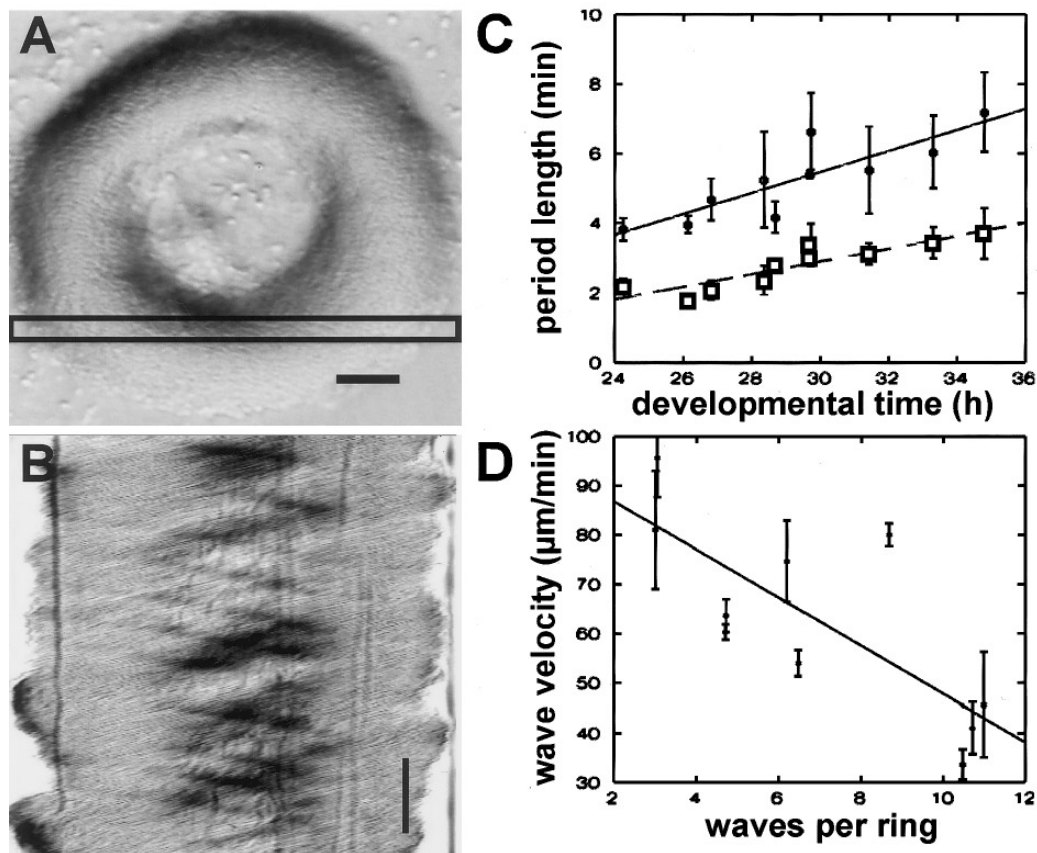 A
B
C
period length (min)
10
8
6
4
2
0
24 26 28 30 32 34 36
developmental time (h)
D
wave velocity (μm/min)
100
90
80
70
60
50
40
30
2 4 6 8 10 12
waves per ring